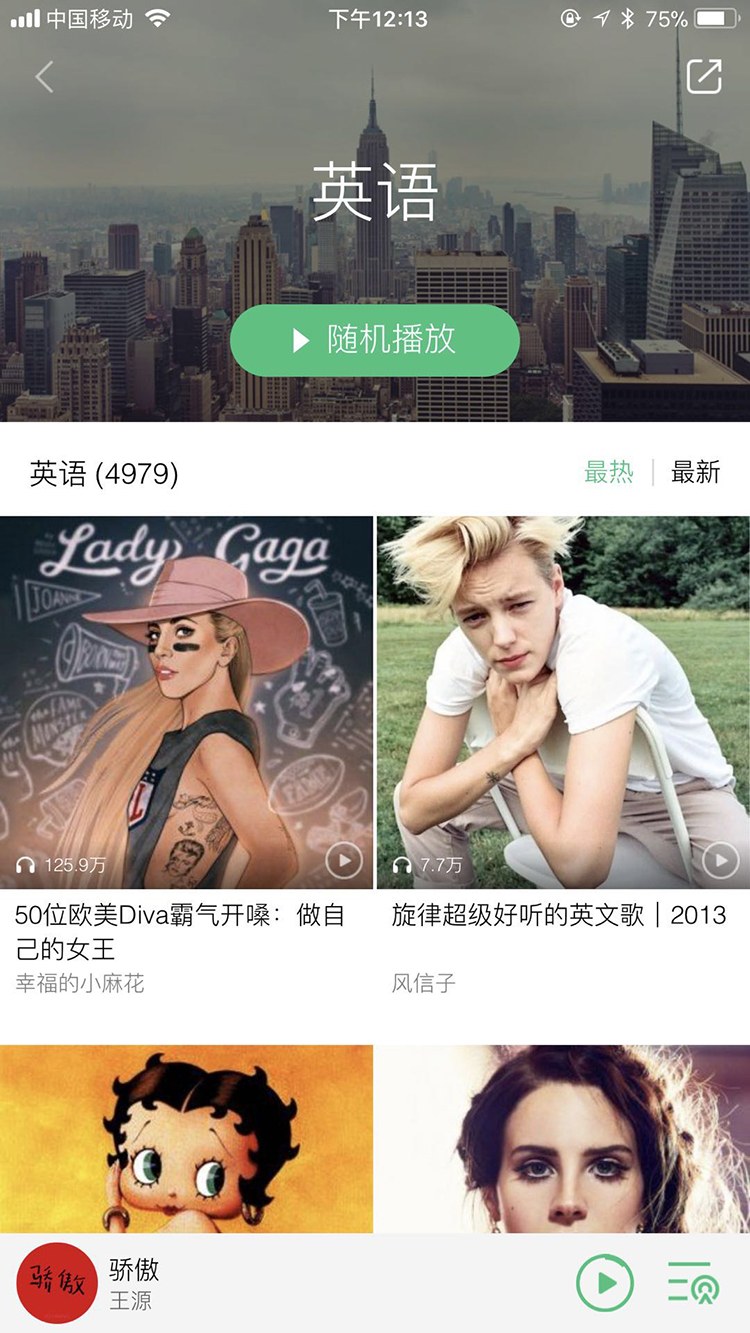 中国移动
下午12:13
75%
英语
随机播放
英语 (4979)
最热
最新
Lady Gaga
JOANNE
125.9万
7.7万
50位欧美Diva霸气开嗓：做自
己的女王
幸福的小麻花
旋律超级好听的英文歌｜2013
风信子
骄傲
骄傲
王源